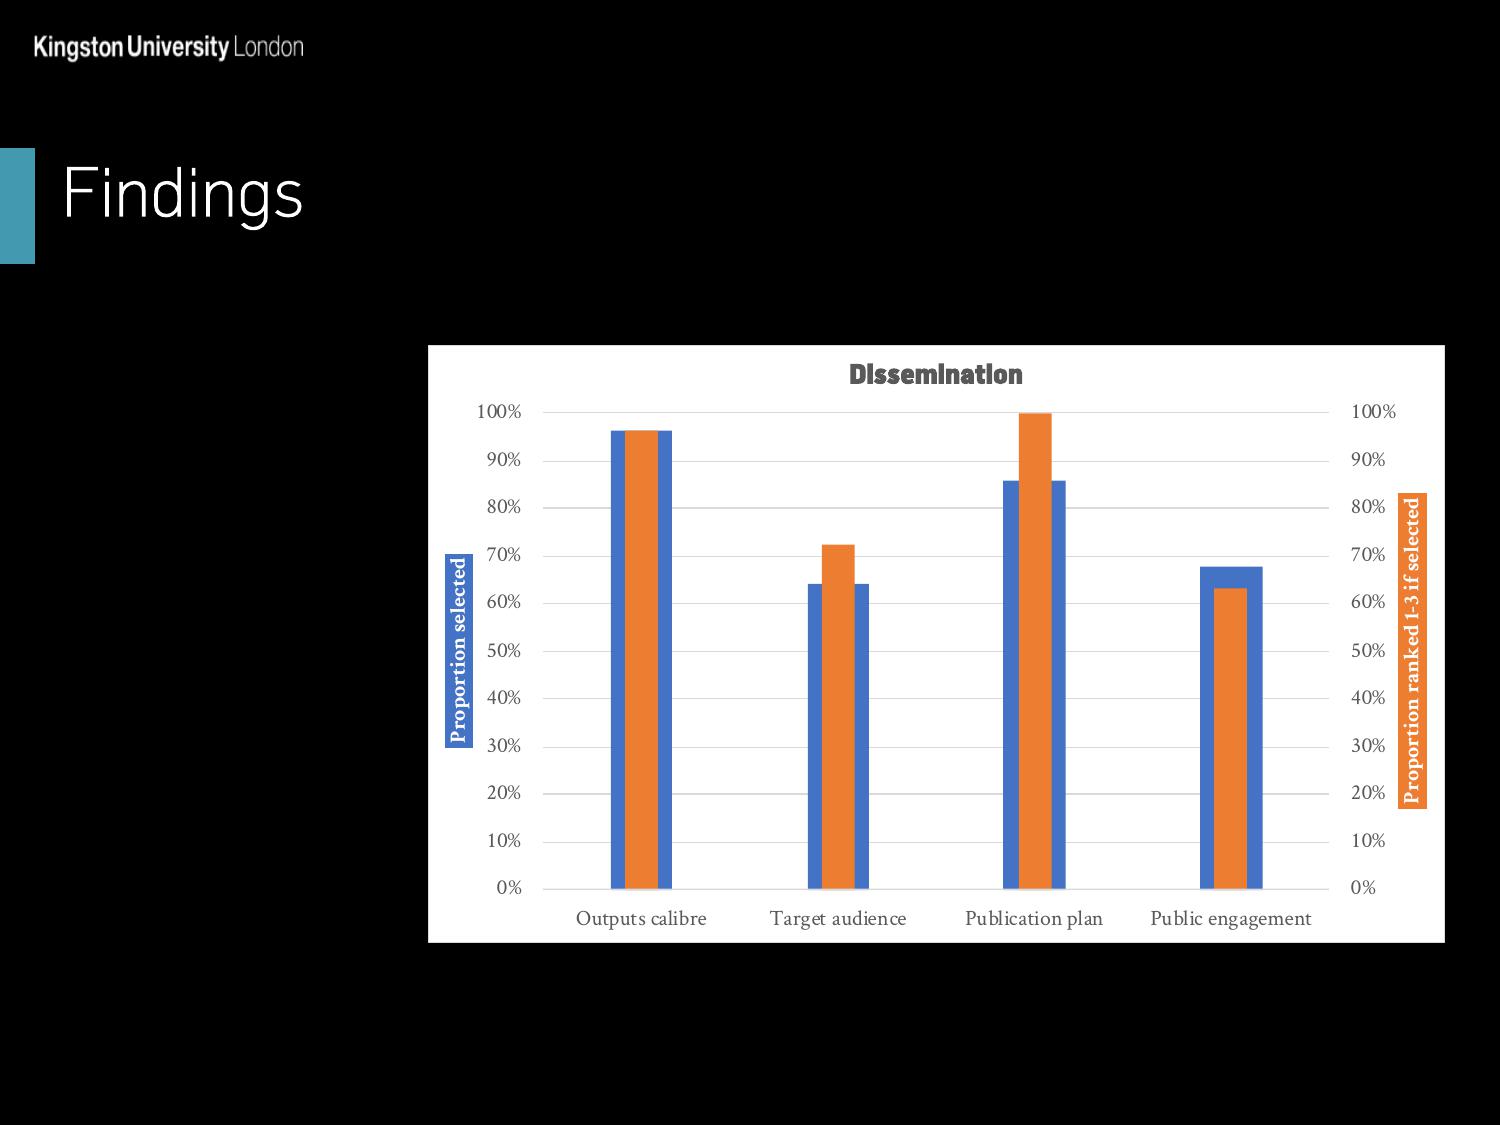 Kingston University London
Findings
Dissemination
100%
90%
80%
70%
60%
50%
40%
30%
20%
10%
0%
Proportion selected
100%
90%
80%
70%
60%
50%
40%
30%
20%
10%
0%
Proportion ranked 1-3 if selected
Outputs calibre
Target audience
Publication plan
Public engagement